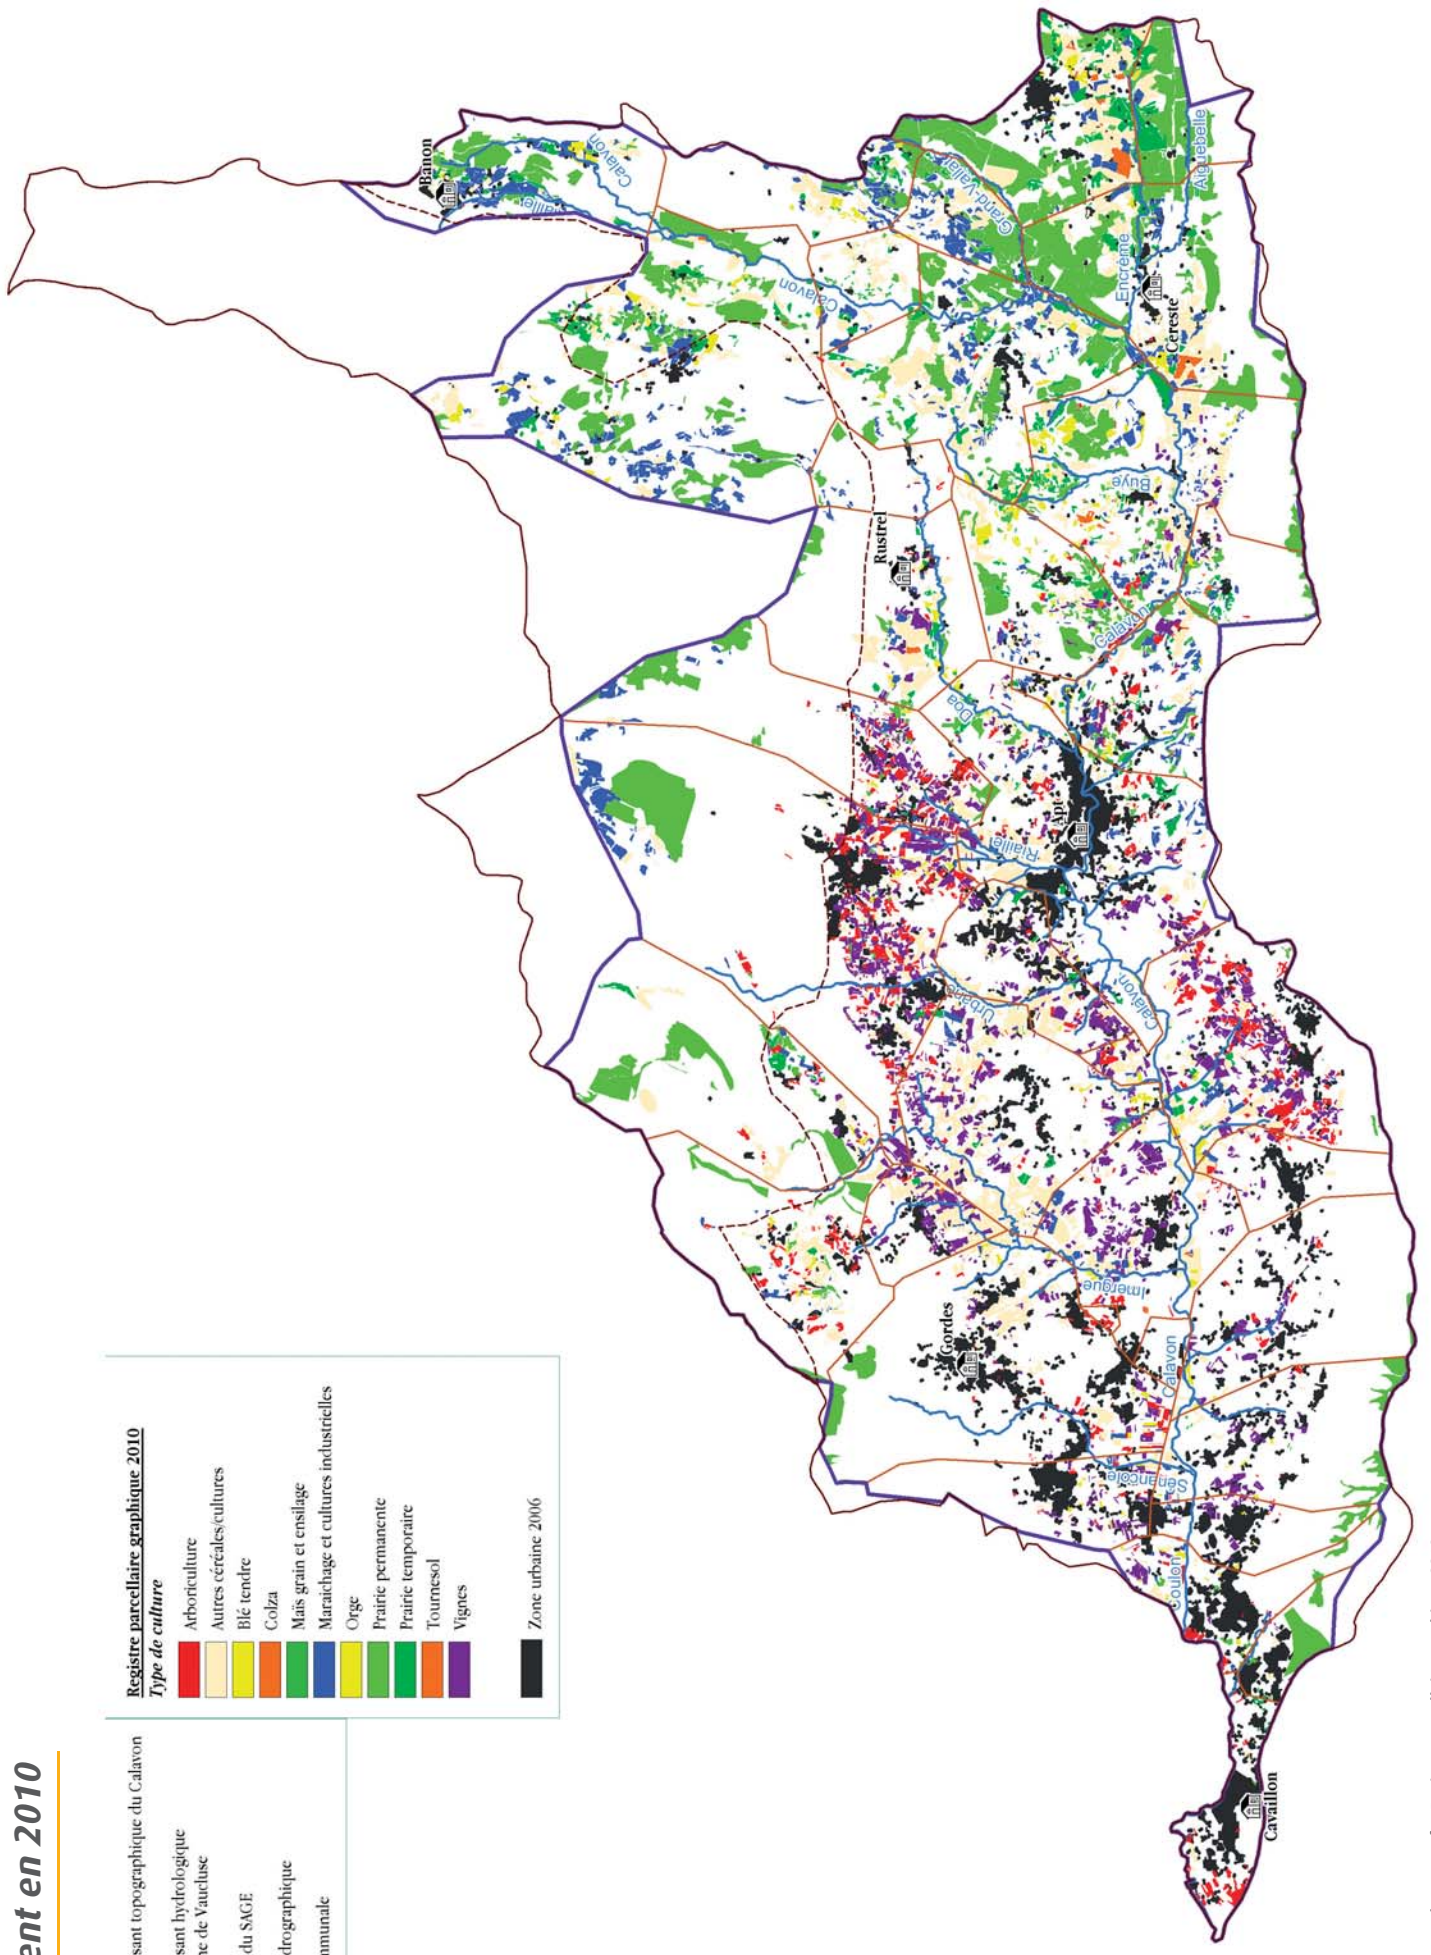 ent en 2010
sant topographique du Calavon
sant hydrologique
ne de Vaucluse
du SAGE
drographique
mmunale
Registre parcellaire graphique 2010
Type de culture
Arboriculture
Autres céréales/cultures
Blé tendre
Colza
Maïs grain et ensilage
Maraichage et cultures industrielles
Orge
Prairie permanente
Prairie temporaire
Tournesol
Vignes
Zone urbaine 2006
Banon
Calavon
aille
Grand-Vallat
Aiguebelle
Encrème
Céreste
Calavon
Buye
Rustrel
Calavon
Doa
Apt
Riaille
Urbane
Calavon
Imergue
Gordes
Calavon
Sénancole
Coulon
Cavaillon